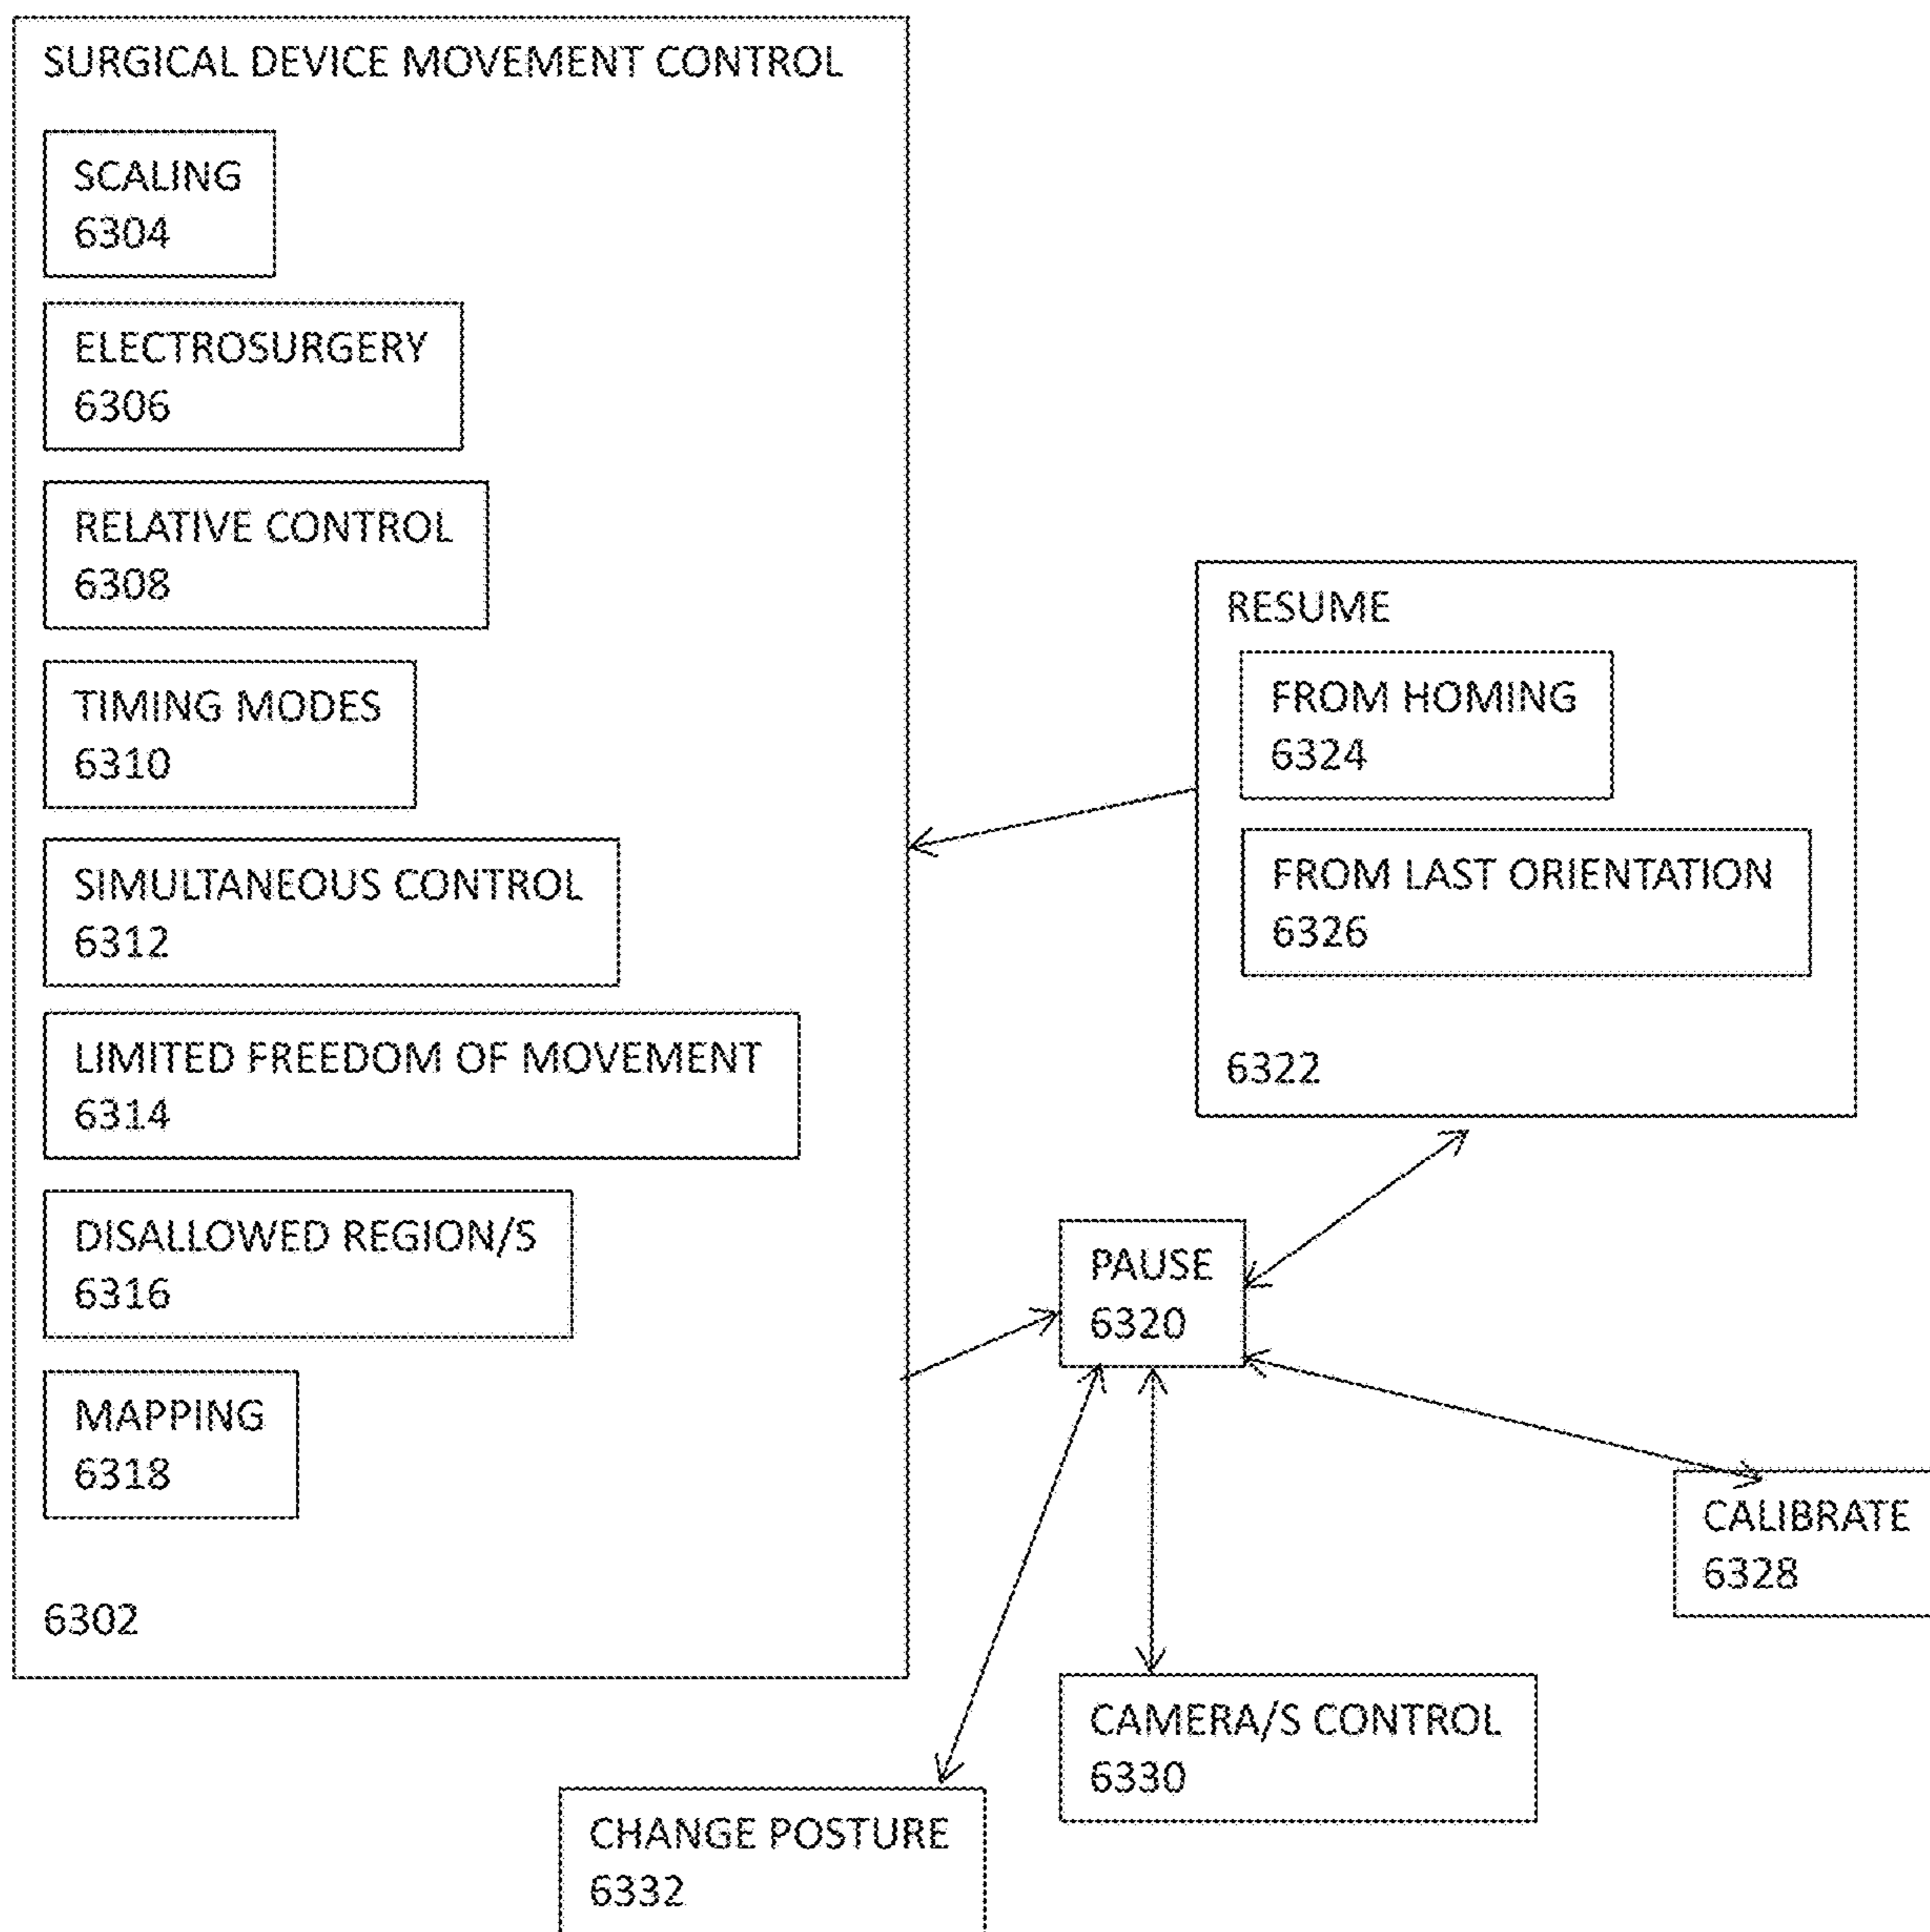 SURGICAL DEVICE MOVEMENT CONTROL
SCALING
6304
ELECTROSURGERY
6306
RELATIVE CONTROL
6308
TIMING MODES
6310
SIMULTANEOUS CONTROL
6312
LIMITED FREEDOM OF MOVEMENT
6314
DISALLOWED REGION/S
6316
MAPPING
6318
6302
RESUME
FROM HOMING
6324
FROM LAST ORIENTATION
6326
6322
PAUSE
6320
CALIBRATE
6328
CAMERA/S CONTROL
6330
CHANGE POSTURE
6332